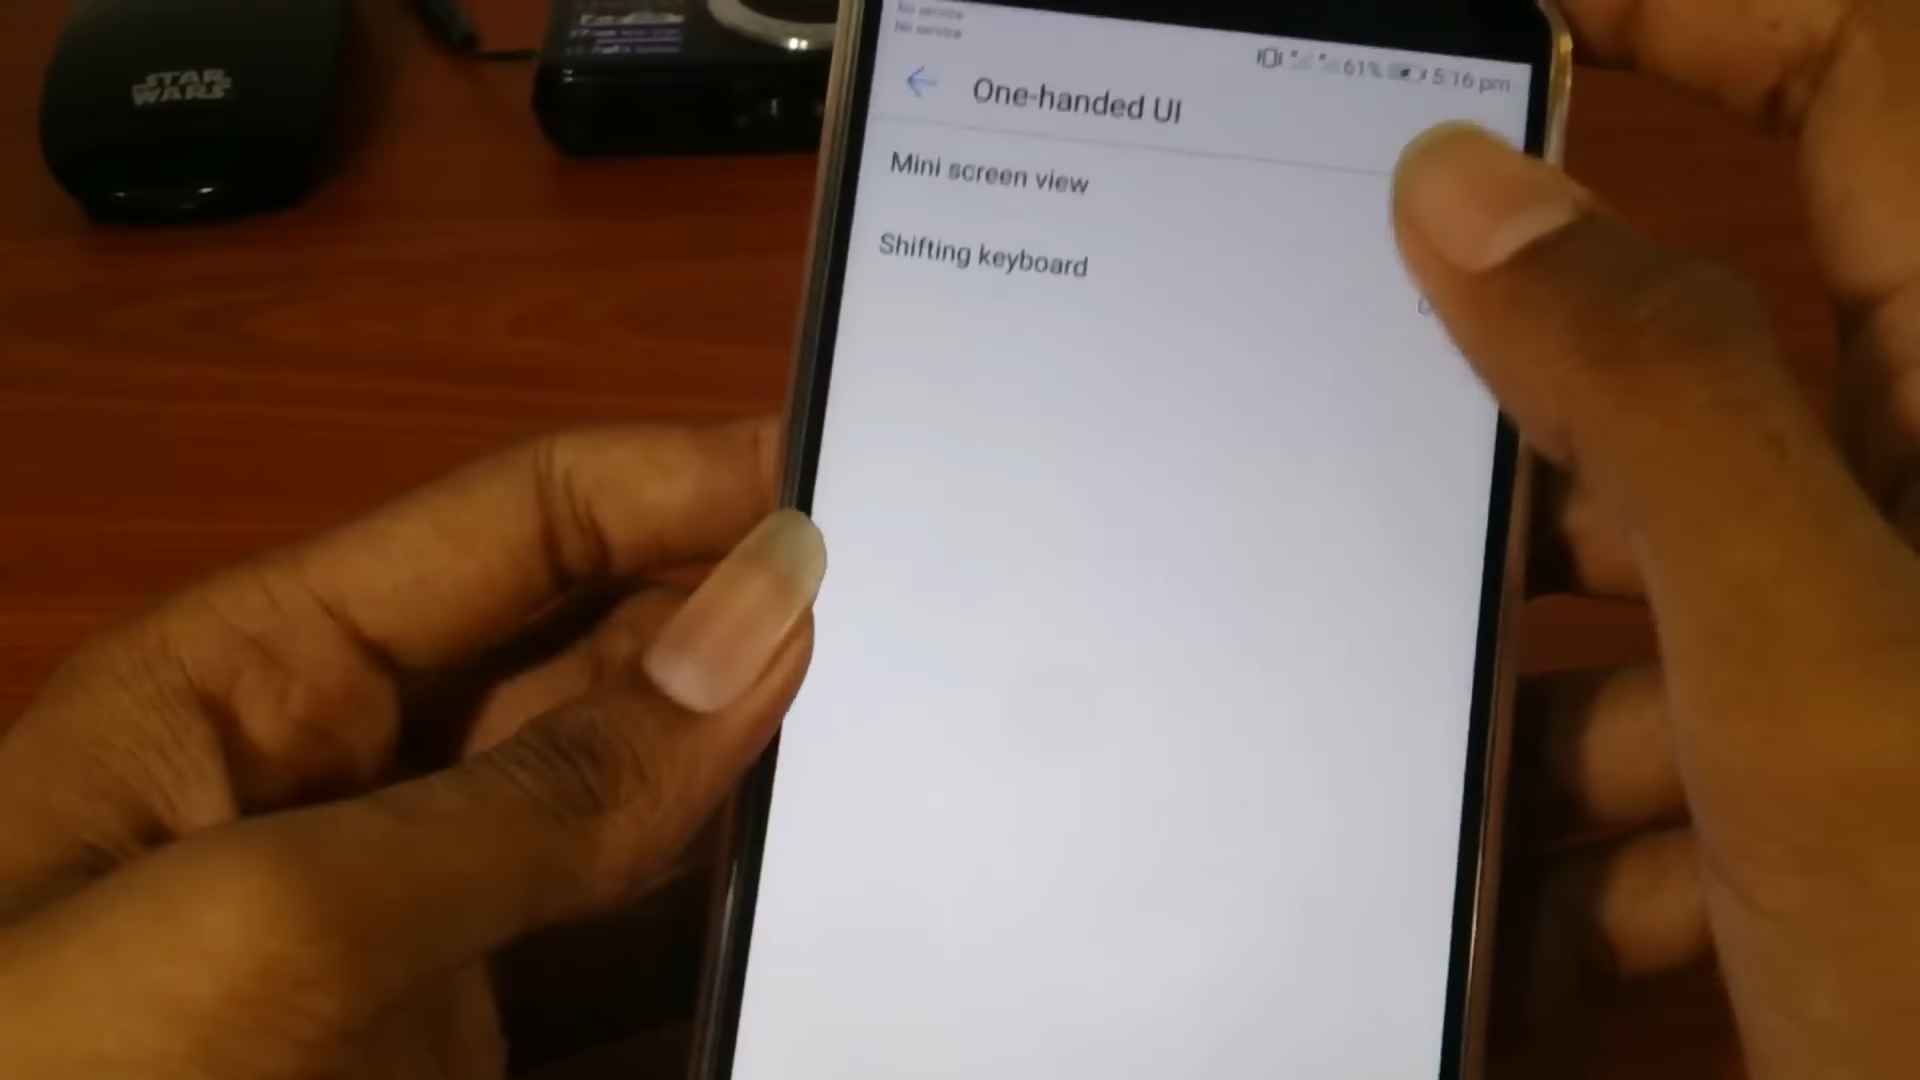 STAR
WARS
No service
No service
61% 5:16 pm
One-handed UI
Mini screen view
Shifting keyboard